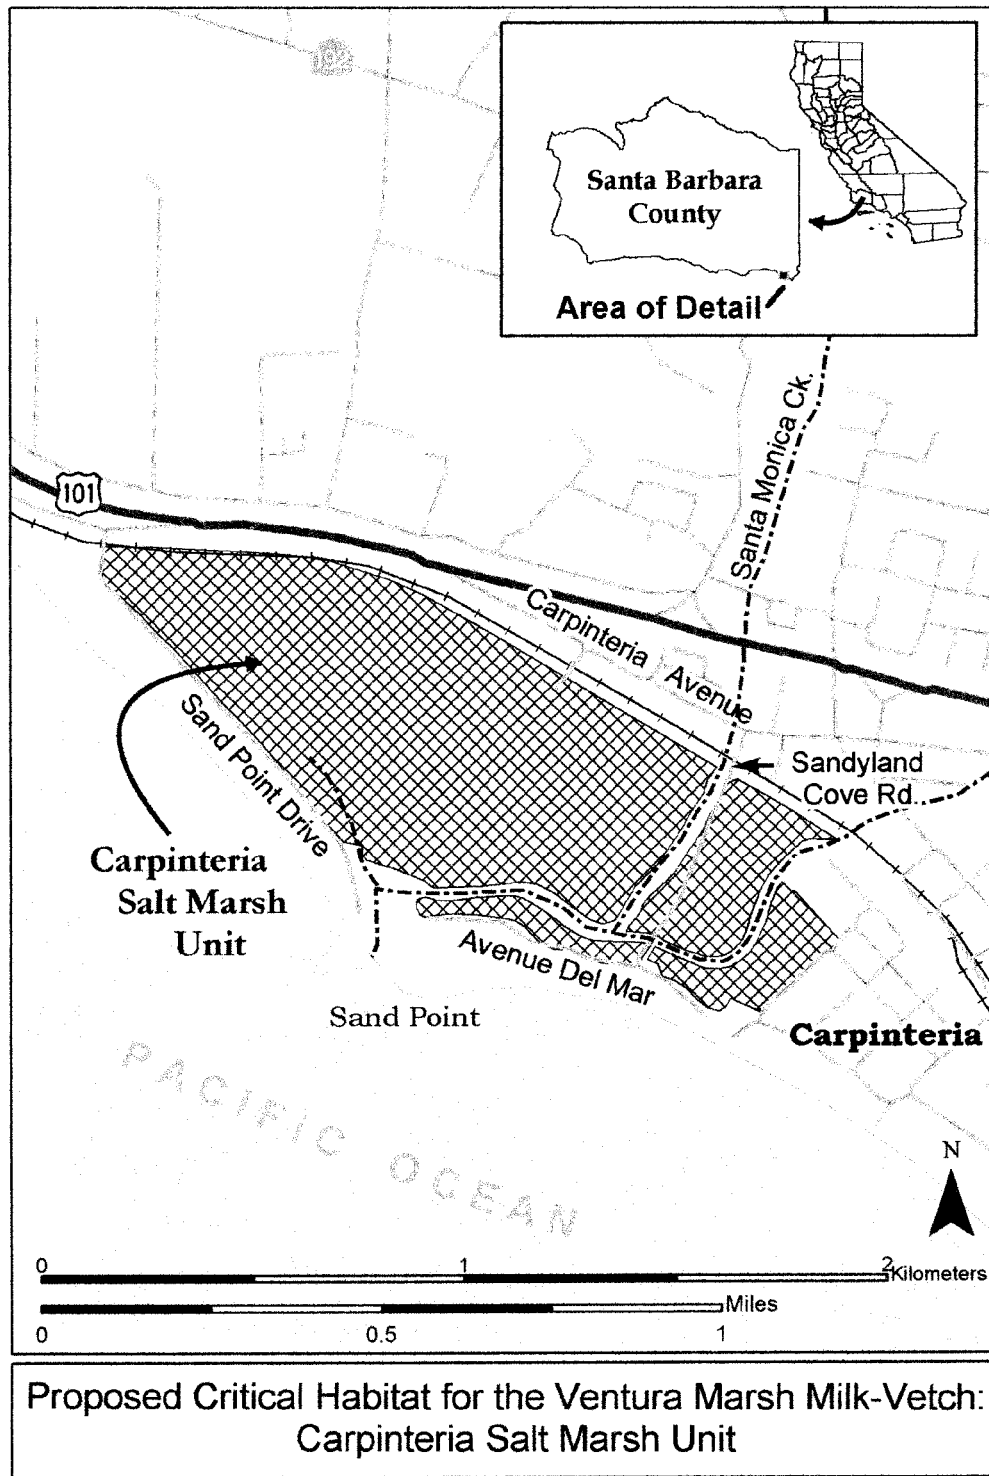 192
Santa Barbara
County
Area of Detail
Santa Monica Ck.
101
Carpinteria Avenue
Sand Point Drive
Sandyland
Cove Rd.
Carpinteria
Salt Marsh
Unit
Avenue Del Mar
Sand Point
Carpinteria
PACIFIC OCEAN
N
0 1 2 Kilometers
Miles
0 0.5 1
Proposed Critical Habitat for the Ventura Marsh Milk-Vetch:
Carpinteria Salt Marsh Unit